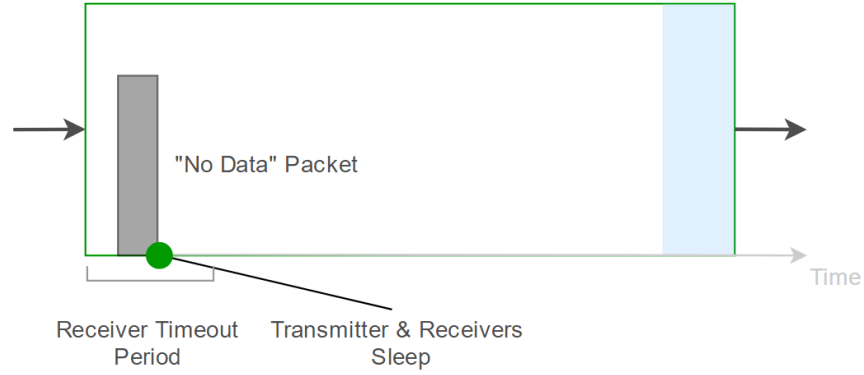 "No Data" Packet
Time
Receiver Timeout
Period
Transmitter & Receivers
Sleep